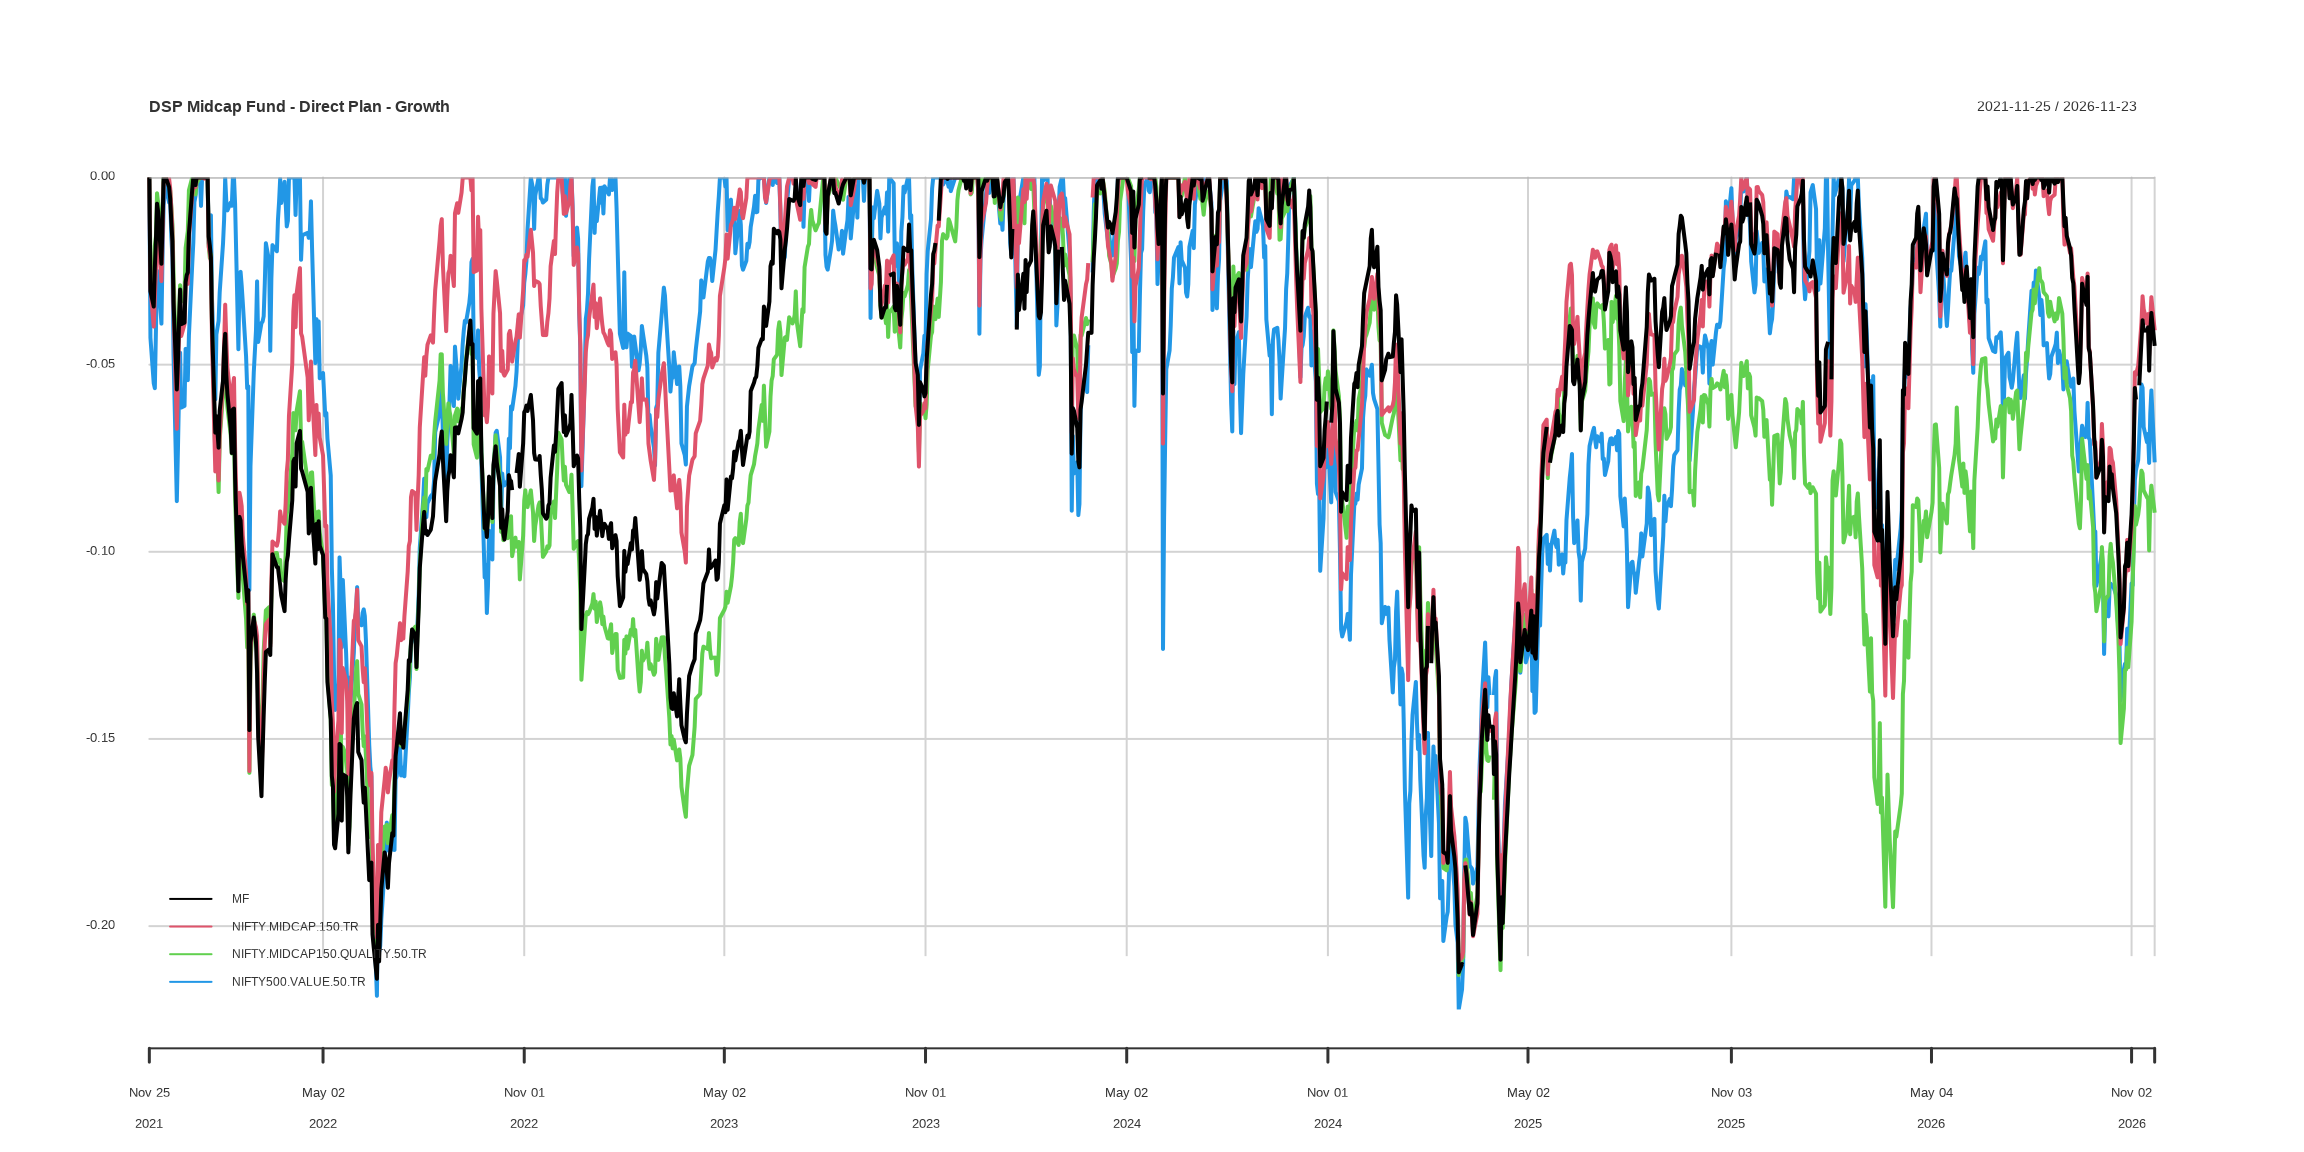 DSP Midcap Fund - Direct Plan - Growth
2021-11-25 / 2026-11-23
0.00
-0.05
-0.10
-0.15
-0.20
MF
NIFTY.MIDCAP.150.TR
NIFTY.MIDCAP150.QUALITY.50.TR
NIFTY500.VALUE.50.TR
Nov 25 May 02 Nov 01 May 02 Nov 01 May 02 Nov 01 May 02 Nov 03 May 04 Nov 02
2021 2022 2022 2023 2023 2024 2024 2025 2025 2026 2026